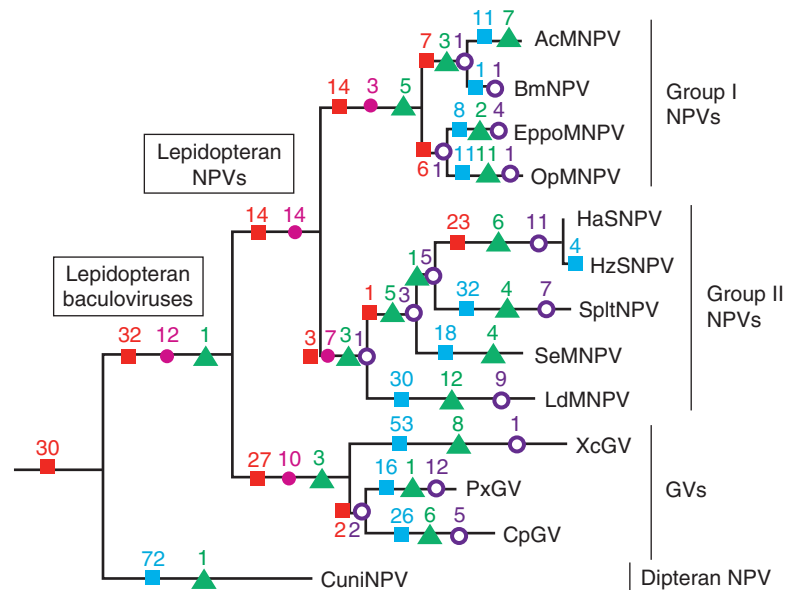 11 7
7 3 1 AcMNPV
14 3 5
1 1 BmNPV
Group I
NPVs
8 2 4 EppoMNPV
6 1 11 11 1 OpMNPV
Lepidopteran
NPVs
14 14
23 6 11 HaSNPV
4 HzSNPV
1 5
Group II
NPVs
Lepidopteran
baculoviruses
1 5 3
32 4 7 SpltNPV
32 12 1
3 7 3 1
18 4 SeMNPV
30 12 9 LdMNPV
53 8 1 XcGV
30
27 10 3
16 1 12 PxGV
GVs
2 2
26 6 5 CpGV
72 1 CuniNPV
Dipteran NPV